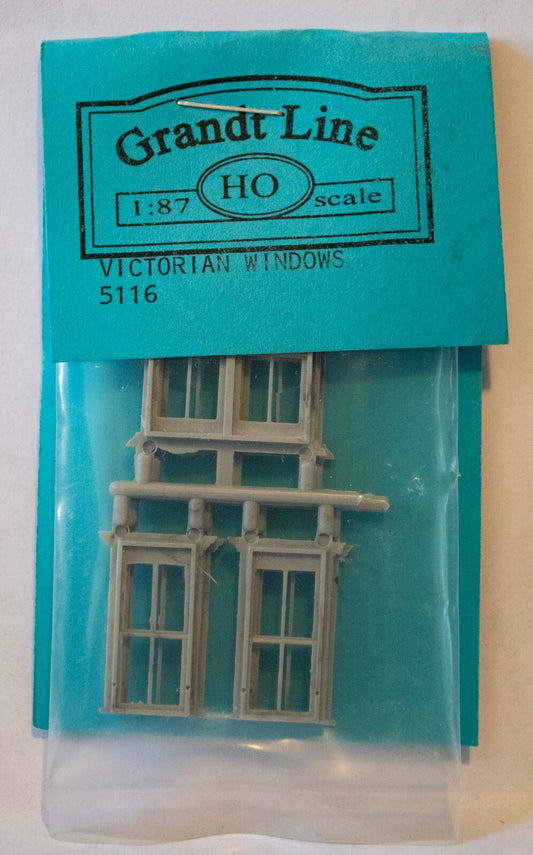 Grandt Line
1:87 HO scale
VICTORIAN WINDOWS
5116